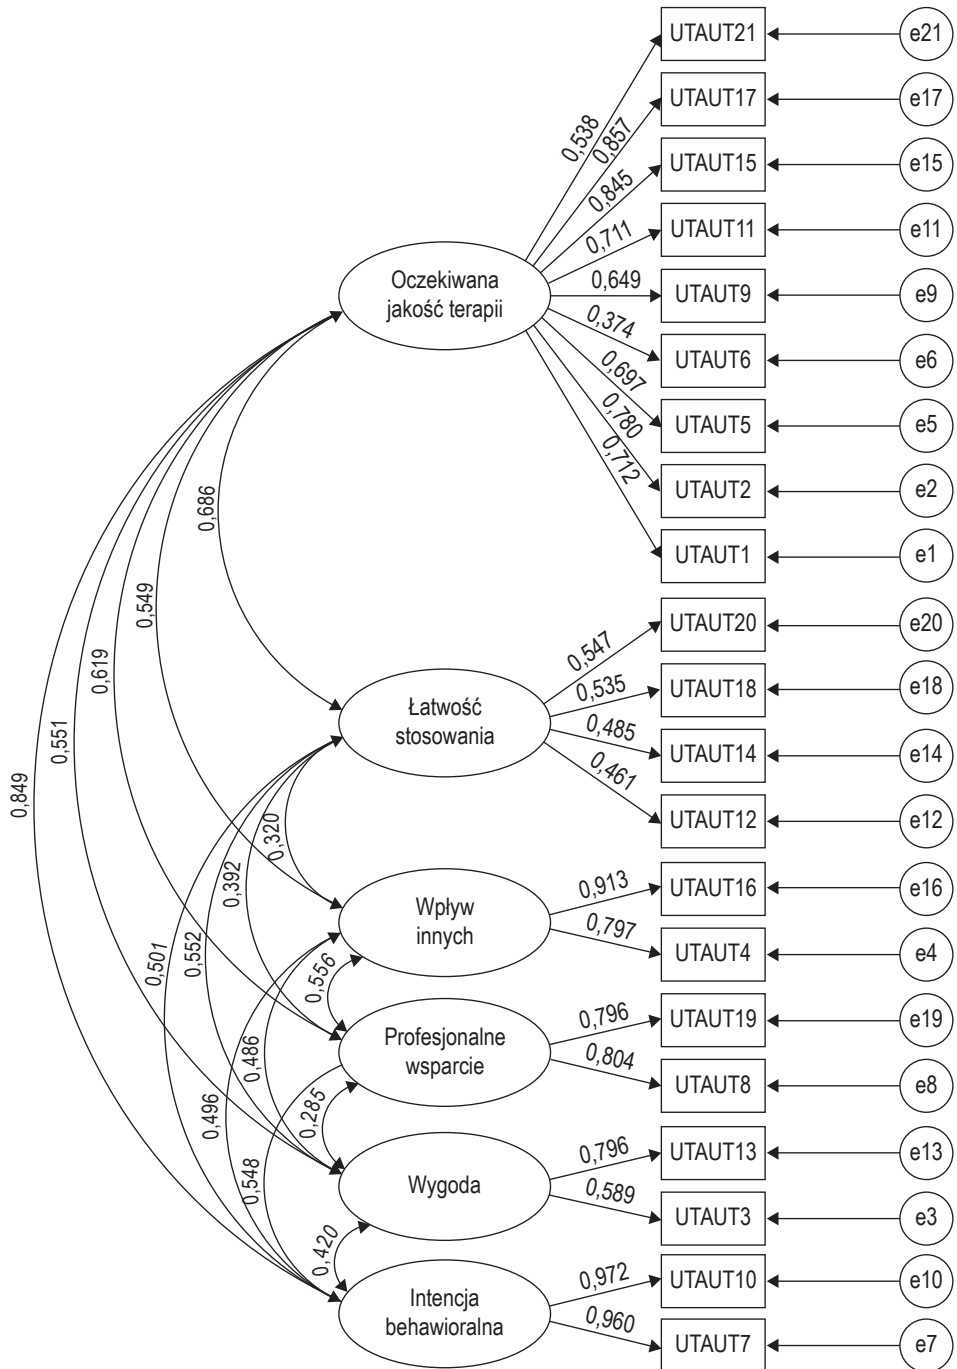 UTAUT21
e21
UTAUT17
e17
UTAUT15
e15
UTAUT11
e11
UTAUT9
e9
UTAUT6
e6
UTAUT5
e5
UTAUT2
e2
UTAUT1
e1
0,538
0,857
0,845
0,711
0,649
0,374
0,697
0,780
0,712
Oczekiwana
jakość terapii
0,686
0,549
0,619
0,551
0,849
UTAUT20
e20
UTAUT18
e18
UTAUT14
e14
UTAUT12
e12
0,547
0,535
0,485
0,461
Łatwość
stosowania
0,320
0,392
0,552
0,501
UTAUT16
e16
UTAUT4
e4
0,913
0,797
Wpływ
innych
0,556
0,486
0,496
UTAUT19
e19
UTAUT8
e8
0,796
0,804
Profesjonalne
wsparcie
0,285
0,548
UTAUT13
e13
UTAUT3
e3
0,796
0,589
Wygoda
0,420
UTAUT10
e10
UTAUT7
e7
0,972
0,960
Intencja
behawioralna